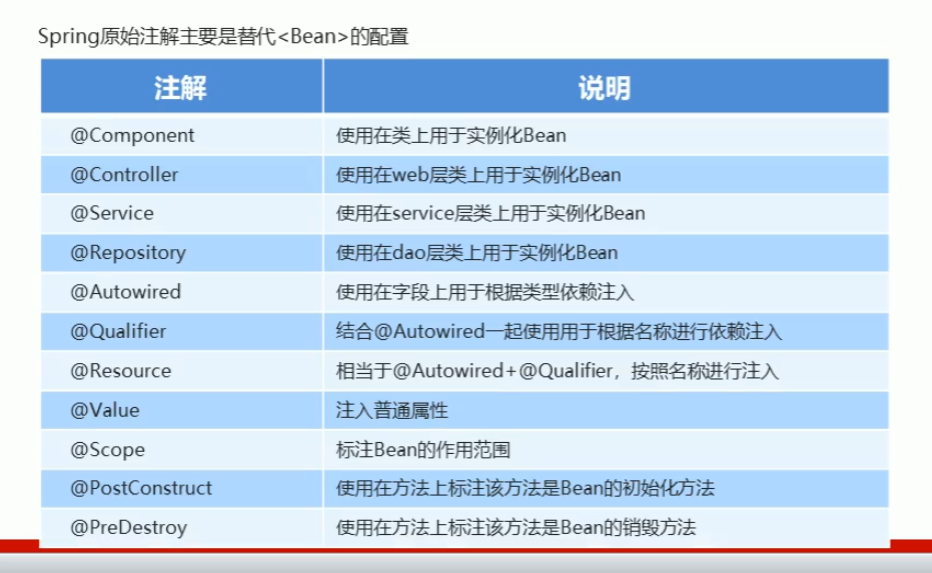 Spring原始注解主要是替代<Bean>的配置
注解 说明
@Component 使用在类上用于实例化Bean
@Controller 使用在web层类上用于实例化Bean
@Service 使用在service层类上用于实例化Bean
@Repository 使用在dao层类上用于实例化Bean
@Autowired 使用在字段上用于根据类型依赖注入
@Qualifier 结合@Autowired一起使用用于根据名称进行依赖注入
@Resource 相当于@Autowired+@Qualifier，按照名称进行注入
@Value 注入普通属性
@Scope 标注Bean的作用范围
@PostConstruct 使用在方法上标注该方法是Bean的初始化方法
@PreDestroy 使用在方法上标注该方法是Bean的销毁方法